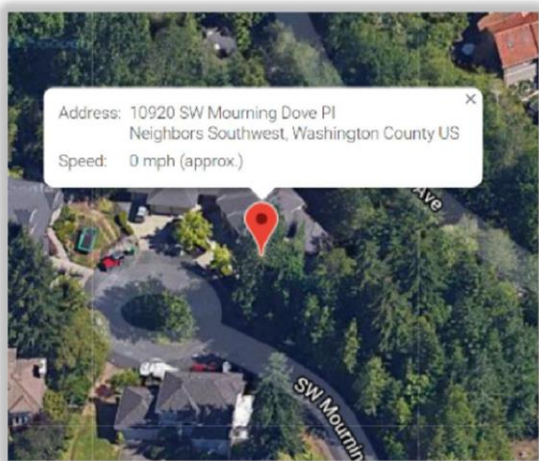 Address: 10920 SW Mourning Dove Pl
Neighbors Southwest, Washington County US
Speed: 0 mph (approx.)
Ave
SW Mournin